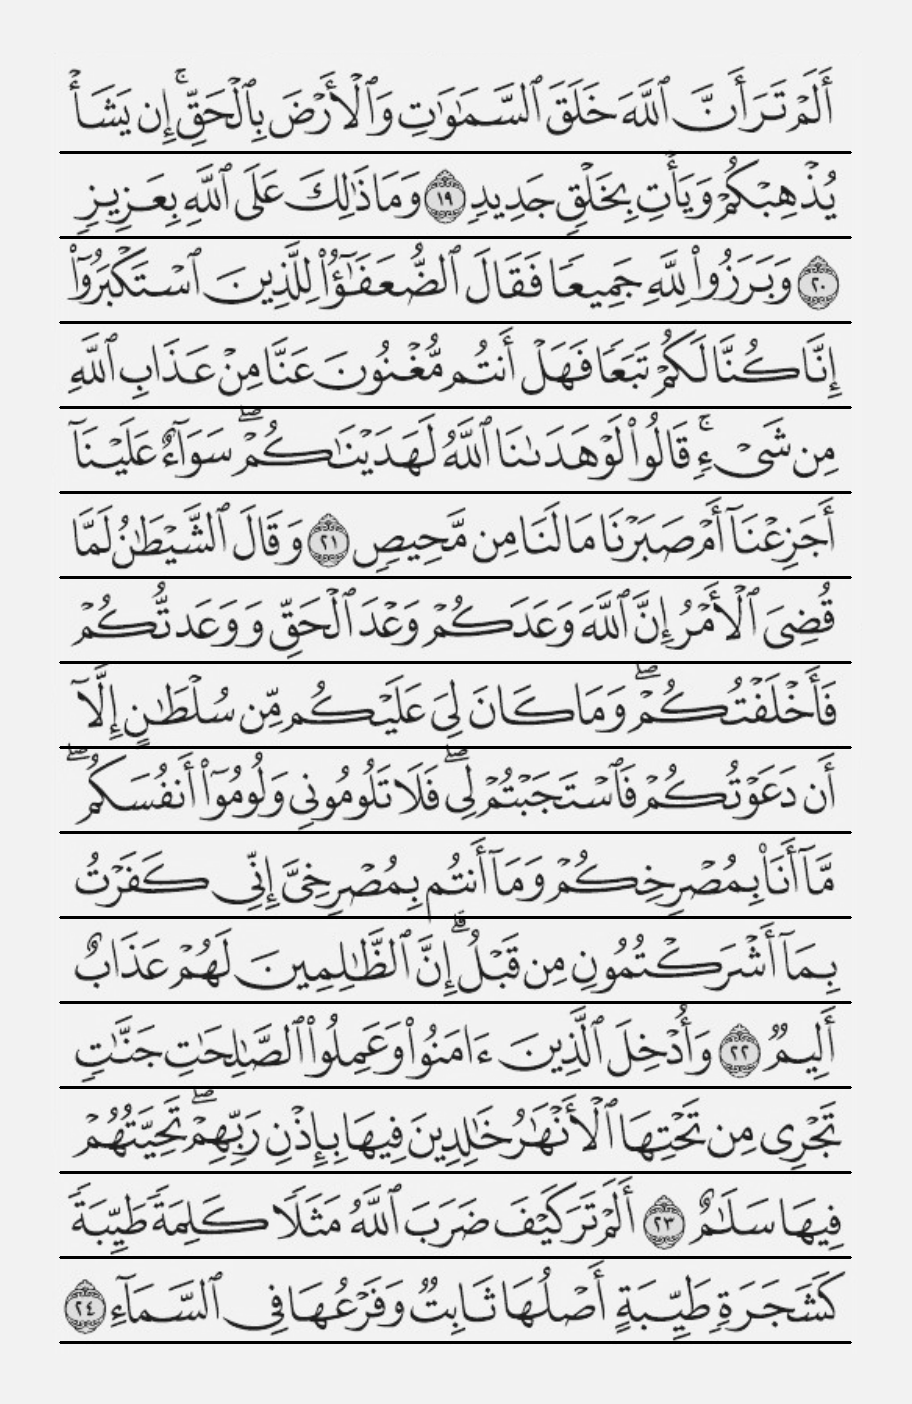 أَلَمْ تَرَ أَنَّ ٱللَّهَ خَلَقَ ٱلسَّمَٰوَٰتِ وَٱلْأَرْضَ بِٱلْحَقِّ ۚ إِن يَشَأْ
يُذْهِبْكُمْ وَيَأْتِ بِخَلْقٍ جَدِيدٍ ١٩ وَمَا ذَٰلِكَ عَلَى ٱللَّهِ بِعَزِيزٍ
٢٠ وَبَرَزُوا۟ لِلَّهِ جَمِيعًا فَقَالَ ٱلضُّعَفَٰٓؤُا۟ لِلَّذِينَ ٱسْتَكْبَرُوٓا۟
إِنَّا كُنَّا لَكُمْ تَبَعًا فَهَلْ أَنتُم مُّغْنُونَ عَنَّا مِنْ عَذَابِ ٱللَّهِ
مِن شَىْءٍ ۚ قَالُوا۟ لَوْ هَدَىٰنَا ٱللَّهُ لَهَدَيْنَٰكُمْ ۖ سَوَآءٌ عَلَيْنَآ
أَجَزِعْنَآ أَمْ صَبَرْنَا مَا لَنَا مِن مَّحِيصٍ ٢١ وَقَالَ ٱلشَّيْطَٰنُ لَمَّا
قُضِىَ ٱلْأَمْرُ إِنَّ ٱللَّهَ وَعَدَكُمْ وَعْدَ ٱلْحَقِّ وَوَعَدتُّكُمْ
فَأَخْلَفْتُكُمْ ۖ وَمَا كَانَ لِىَ عَلَيْكُم مِّن سُلْطَٰنٍ إِلَّآ
أَن دَعَوْتُكُمْ فَٱسْتَجَبْتُمْ لِى ۖ فَلَا تَلُومُونِى وَلُومُوٓا۟ أَنفُسَكُم ۖ
مَّآ أَنَا۠ بِمُصْرِخِكُمْ وَمَآ أَنتُم بِمُصْرِخِىَّ ۖ إِنِّى كَفَرْتُ
بِمَآ أَشْرَكْتُمُونِ مِن قَبْلُ ۗ إِنَّ ٱلظَّٰلِمِينَ لَهُمْ عَذَابٌ
أَلِيمٌ ٢٢ وَأُدْخِلَ ٱلَّذِينَ ءَامَنُوا۟ وَعَمِلُوا۟ ٱلصَّٰلِحَٰتِ جَنَّٰتٍ
تَجْرِى مِن تَحْتِهَا ٱلْأَنْهَٰرُ خَٰلِدِينَ فِيهَا بِإِذْنِ رَبِّهِمْ ۖ تَحِيَّتُهُمْ
فِيهَا سَلَٰمٌ ٢٣ أَلَمْ تَرَ كَيْفَ ضَرَبَ ٱللَّهُ مَثَلًا كَلِمَةً طَيِّبَةً
كَشَجَرَةٍ طَيِّبَةٍ أَصْلُهَا ثَابِتٌ وَفَرْعُهَا فِى ٱلسَّمَآءِ ٢٤